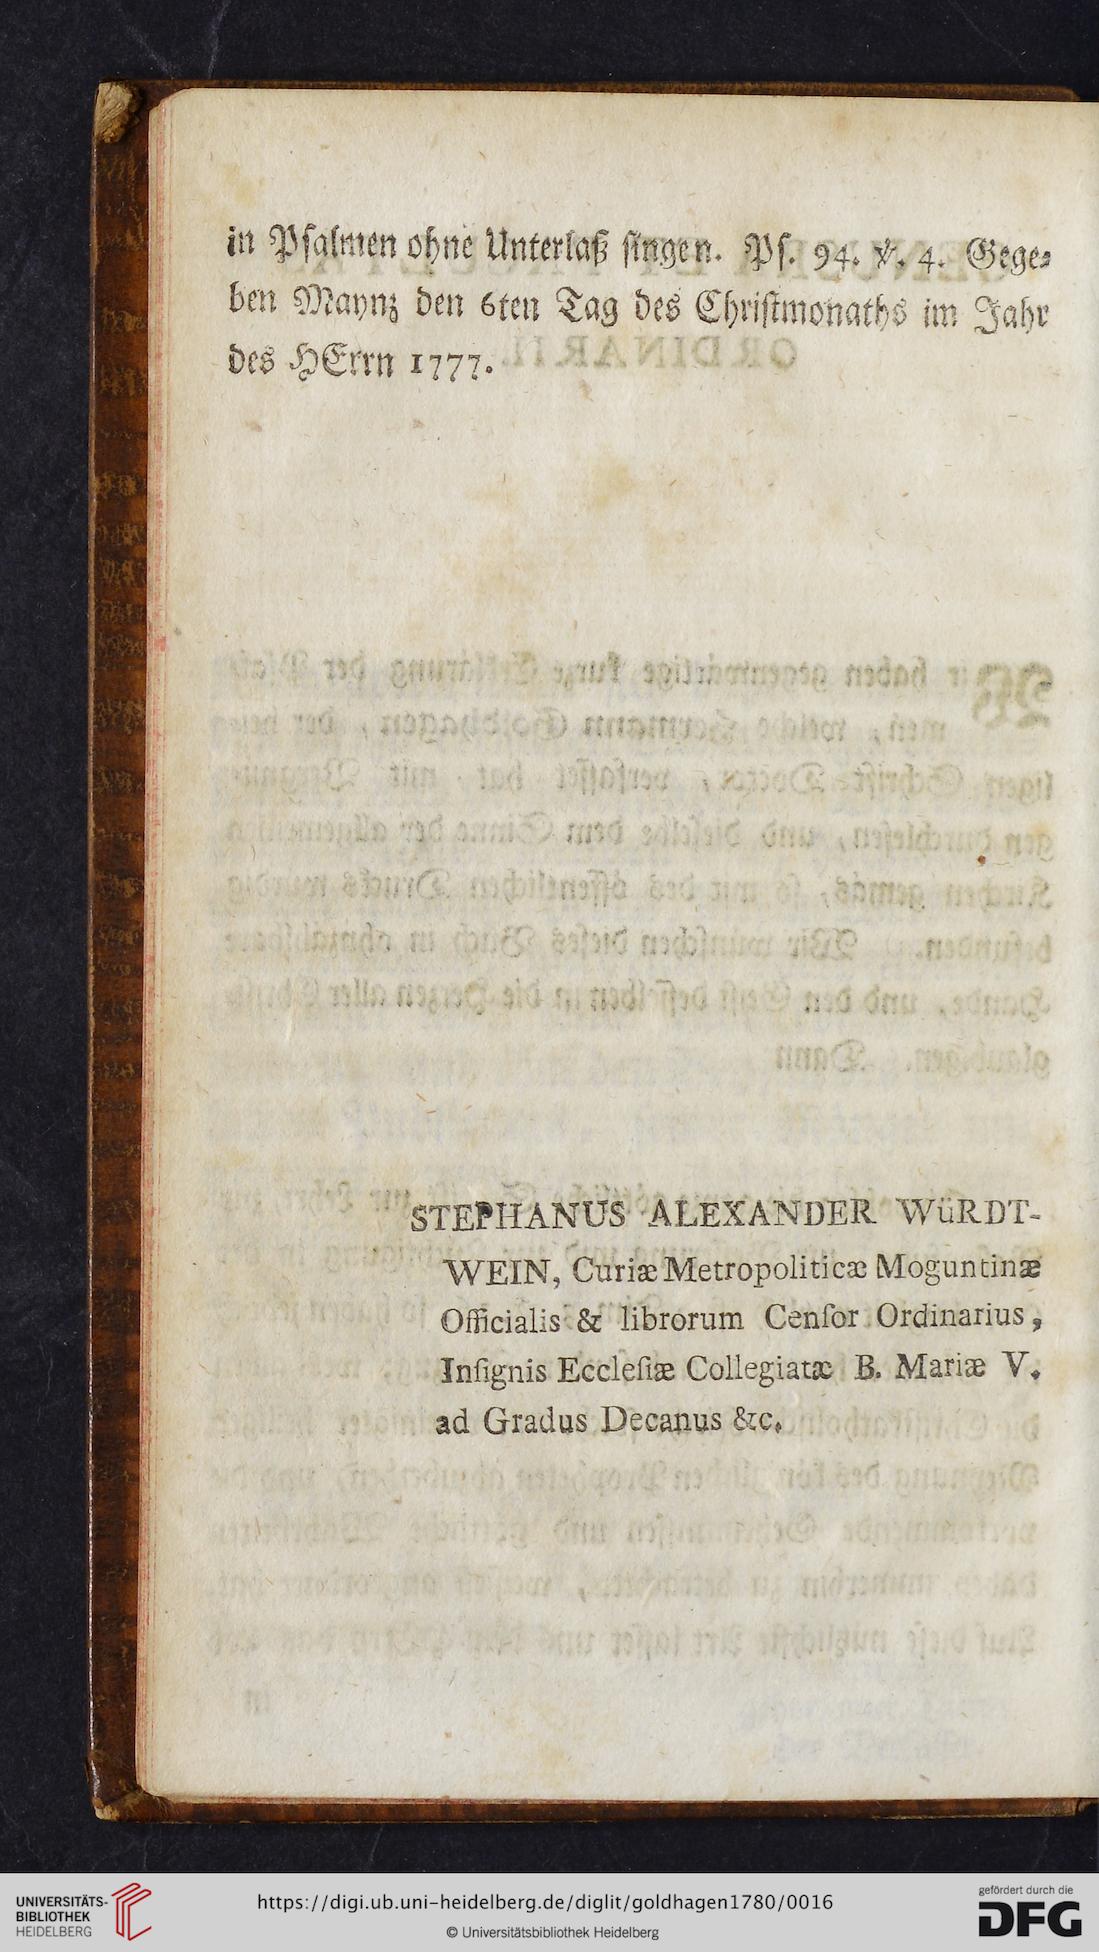 in Pſalmen ohne Unterlaß ſingen. Pſ. 94. ℣. 4. Gege⸗
ben Maynz den 6ten Tag des Chriſtmonaths im Jahr
des HErrn 1777.
STEPHANUS ALEXANDER WüRDT-
WEIN, Curiæ Metropoliticæ Moguntinæ
Officialis & librorum Cenſor Ordinarius,
Inſignis Eccleſiæ Collegiatæ B. Mariæ V.
ad Gradus Decanus &c.
UNIVERSITÄTS-
BIBLIOTHEK
HEIDELBERG
https://digi.ub.uni-heidelberg.de/diglit/goldhagen1780/0016
© Universitätsbibliothek Heidelberg
gefördert durch die
DFG